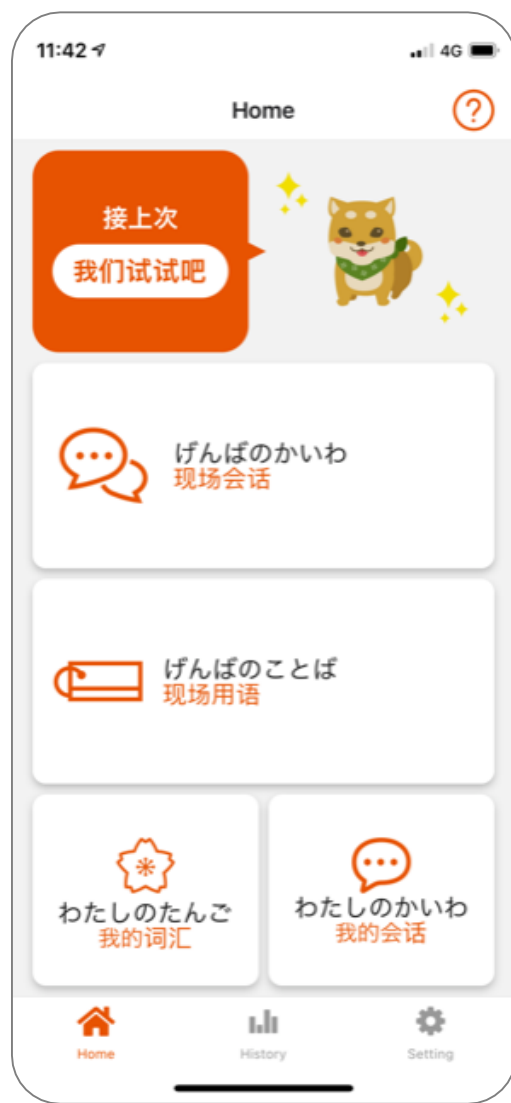 11:42
4G
Home
?
接上次
我们试试吧
げんばのかいわ
现场会话
げんばのことば
现场用语
わたしのたんご
我的词汇
わたしのかいわ
我的会话
Home
History
Setting